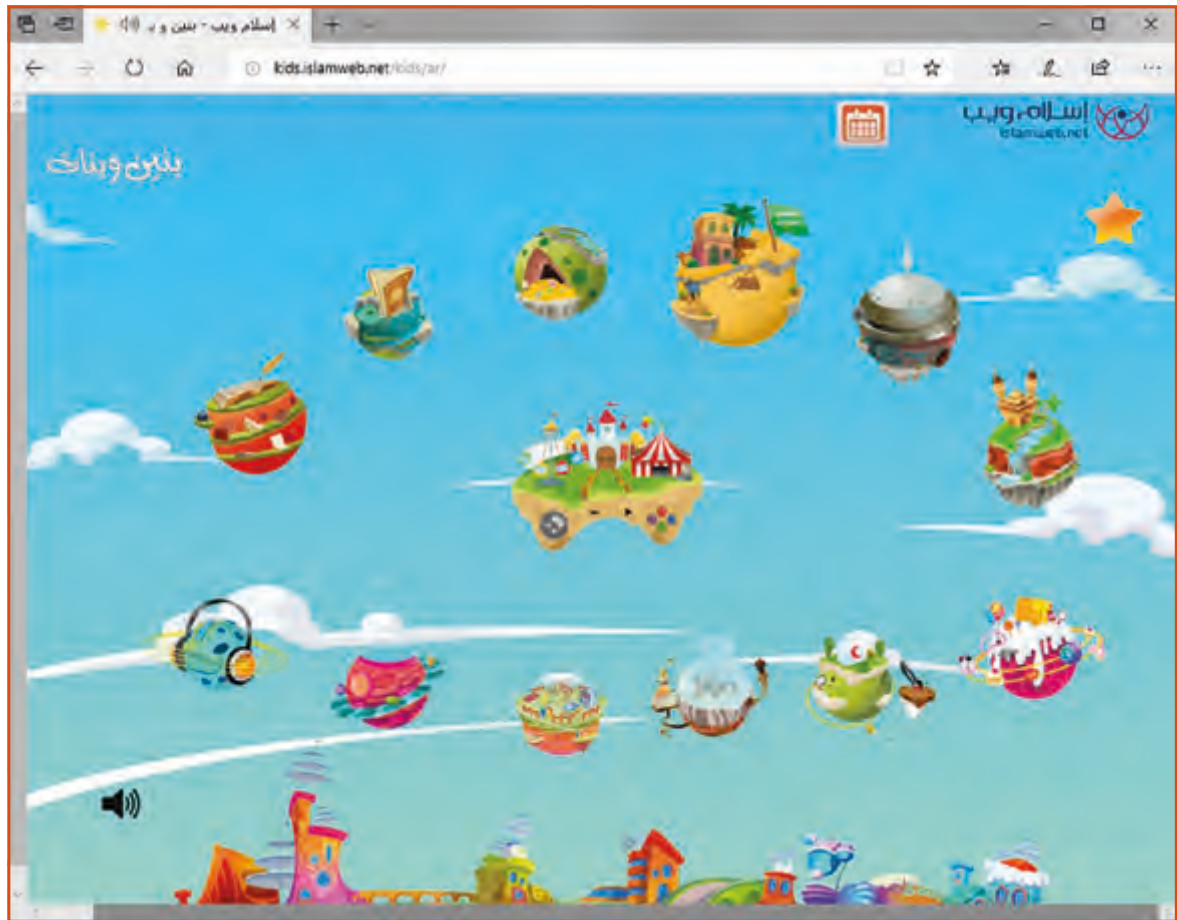 إسلام ويب - بنين و ب
kids.islamweb.net/kids/ar/
إسلام ويب
islamweb.net
بنين وبنات